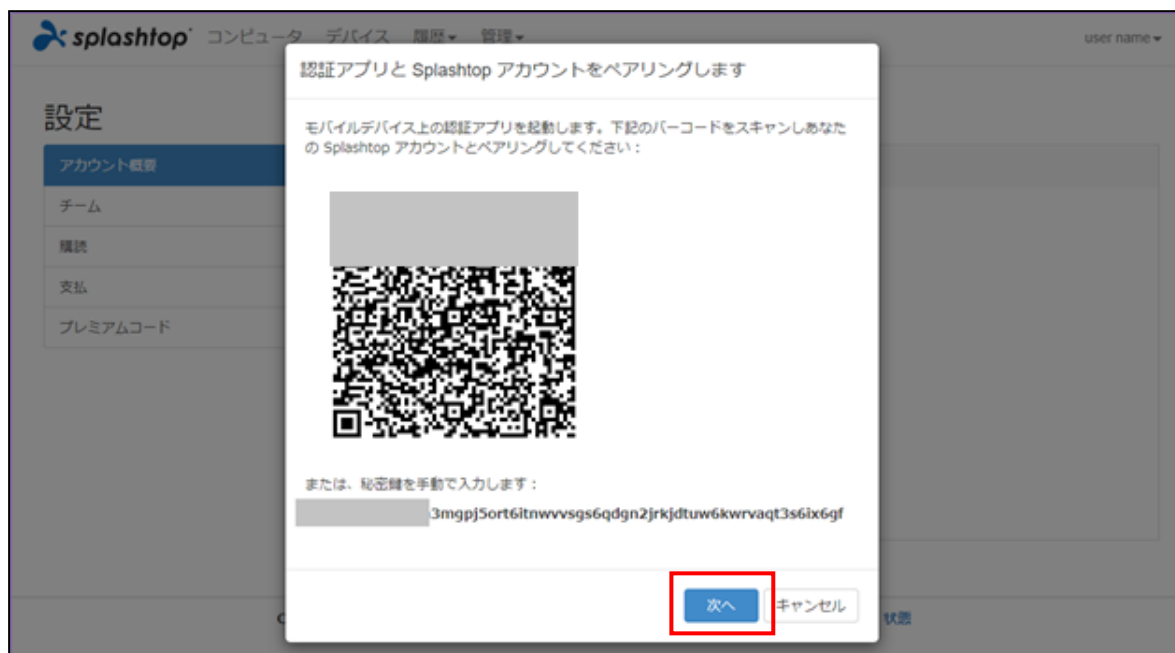 splashtop コンピュータ デバイス 履歴 管理 user name
認証アプリと Splashtop アカウントをペアリングします
設定
モバイルデバイス上の認証アプリを起動します。下記のバーコードをスキャンしあなた
の Splashtop アカウントとペアリングしてください：
アカウント概要
チーム
購読
支払
プレミアムコード
または、秘密鍵を手動で入力します：
3mgpj5ort6itnwvvsgs6qdgn2jrkjdtuw6kwrvaqt3s6ix6gf
次へ キャンセル
状態